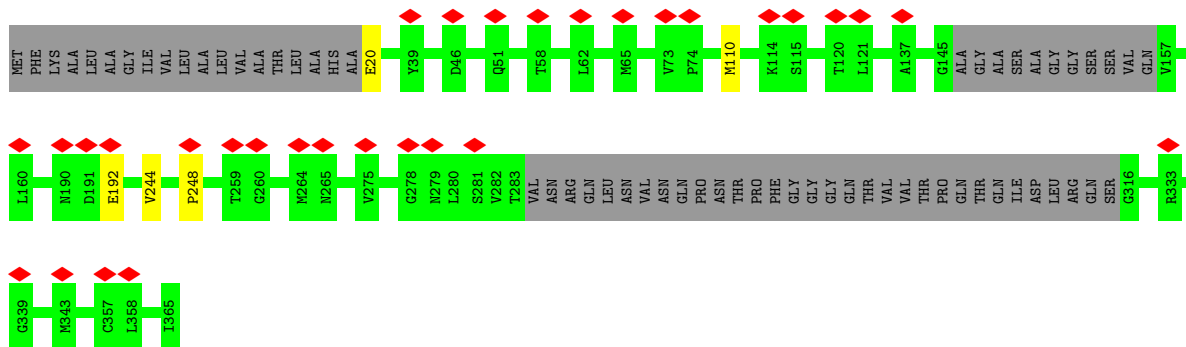 MET PHE LYS ALA LEU ALA GLY ILE VAL LEU ALA LEU VAL ALA THR LEU ALA HIS ALA E20 Y39 D46 Q51 T58 L62 M65 V73 P74 M110 K114 S115 T120 L121 A137 G145 ALA GLY ALA SER ALA GLY GLY SER SER VAL GLN V157
L160 N190 D191 E192 V244 P248 T259 G260 M264 N265 V275 G278 N279 L280 S281 V282 T283 VAL ASN ARG GLN LEU ASN VAL ASN GLN PRO ASN THR PRO PHE GLY GLY GLY GLN THR VAL VAL THR PRO GLN THR GLN ILE ASP LEU ARG GLN SER G316 R333
G339 M343 C357 L358 I365